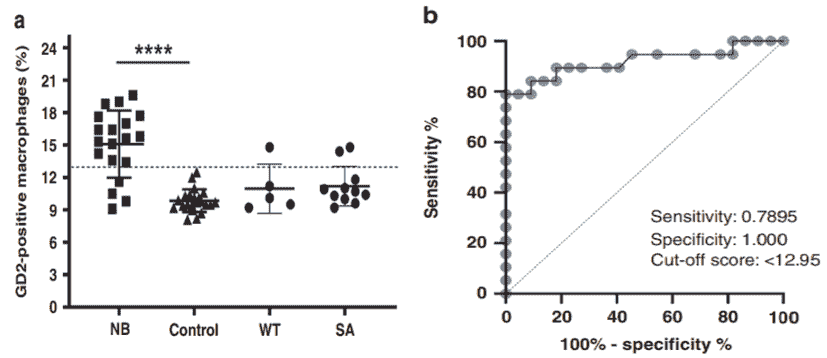 a
****
GD2-positive macrophages (%)
24
21
18
15
12
9
6
3
0
NB Control WT SA
b
Sensitivity %
100
80
60
40
20
0
Sensitivity: 0.7895
Specificity: 1.000
Cut-off score: <12.95
0 20 40 60 80 100
100% - specificity %